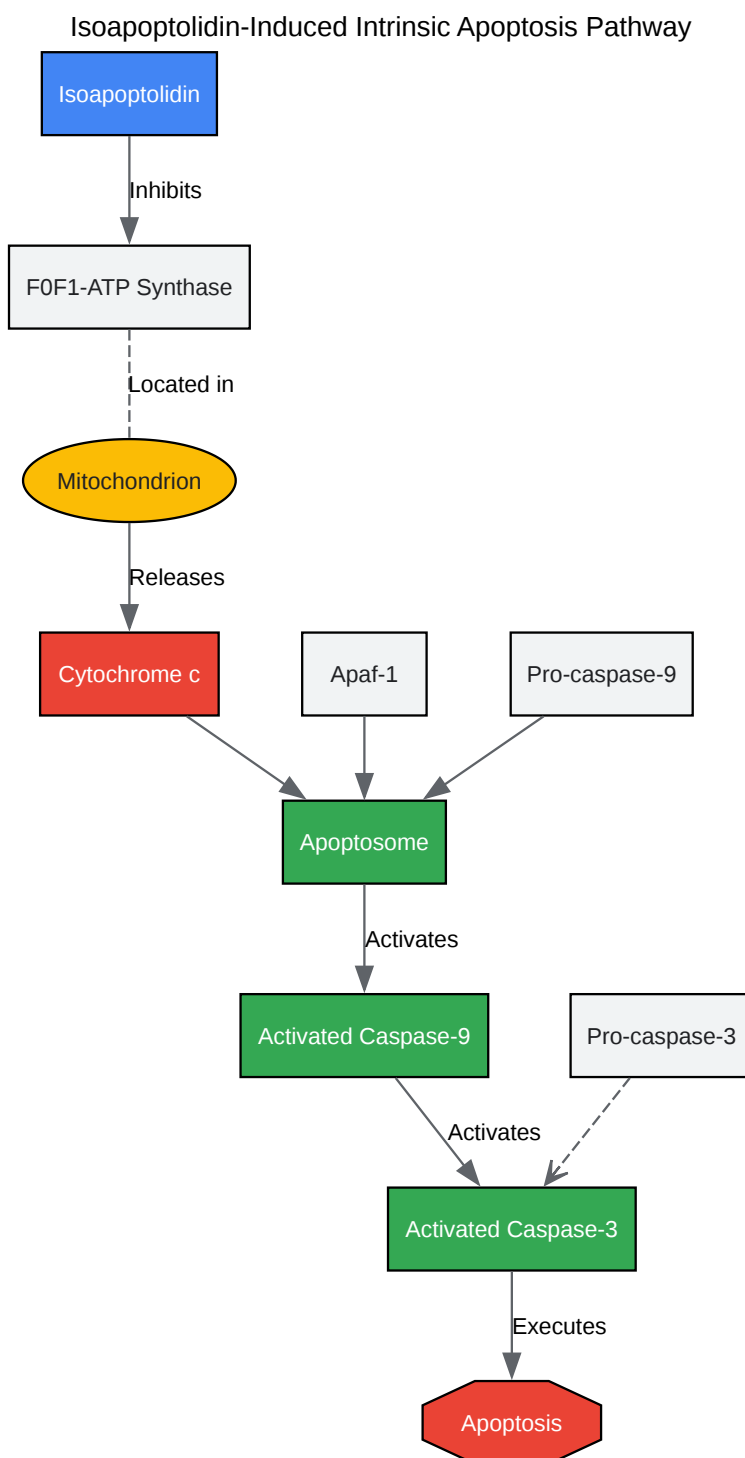 Isoapoptolidin-Induced Intrinsic Apoptosis Pathway
Isoapoptolidin
Inhibits
F0F1-ATP Synthase
Located in
Mitochondrion
Releases
Cytochrome c
Apaf-1
Pro-caspase-9
Apoptosome
Activates
Activated Caspase-9
Pro-caspase-3
Activates
Activated Caspase-3
Executes
Apoptosis